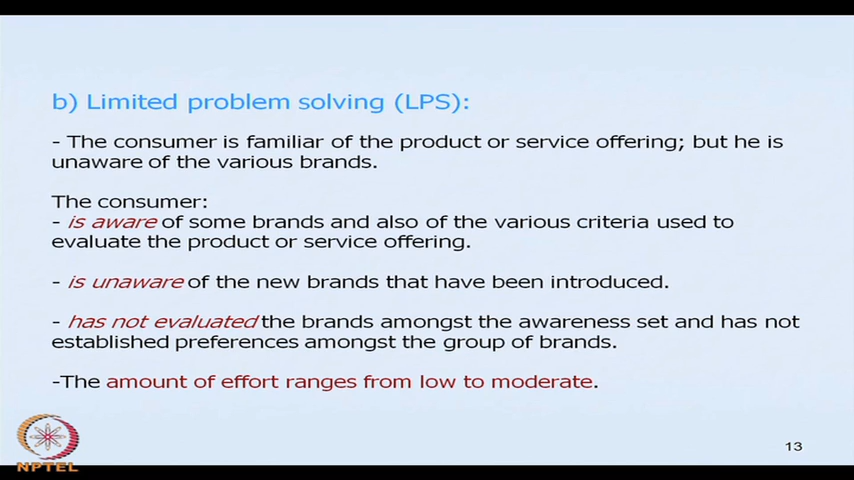 b) Limited problem solving (LPS):
- The consumer is familiar of the product or service offering; but he is
unaware of the various brands.
The consumer:
- is aware of some brands and also of the various criteria used to
evaluate the product or service offering.
- is unaware of the new brands that have been introduced.
- has not evaluated the brands amongst the awareness set and has not
established preferences amongst the group of brands.
-The amount of effort ranges from low to moderate.
13
NPTEL